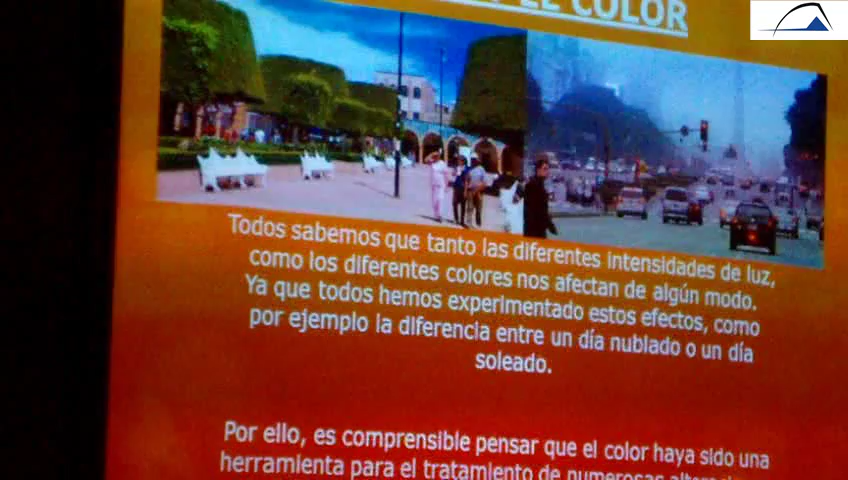 EL COLOR
Todos sabemos que tanto las diferentes intensidades de luz,
como los diferentes colores nos afectan de algún modo.
Ya que todos hemos experimentado estos efectos, como
por ejemplo la diferencia entre un día nublado o un día
soleado.
Por ello, es comprensible pensar que el color haya sido una
herramienta para el tratamiento de numerosas